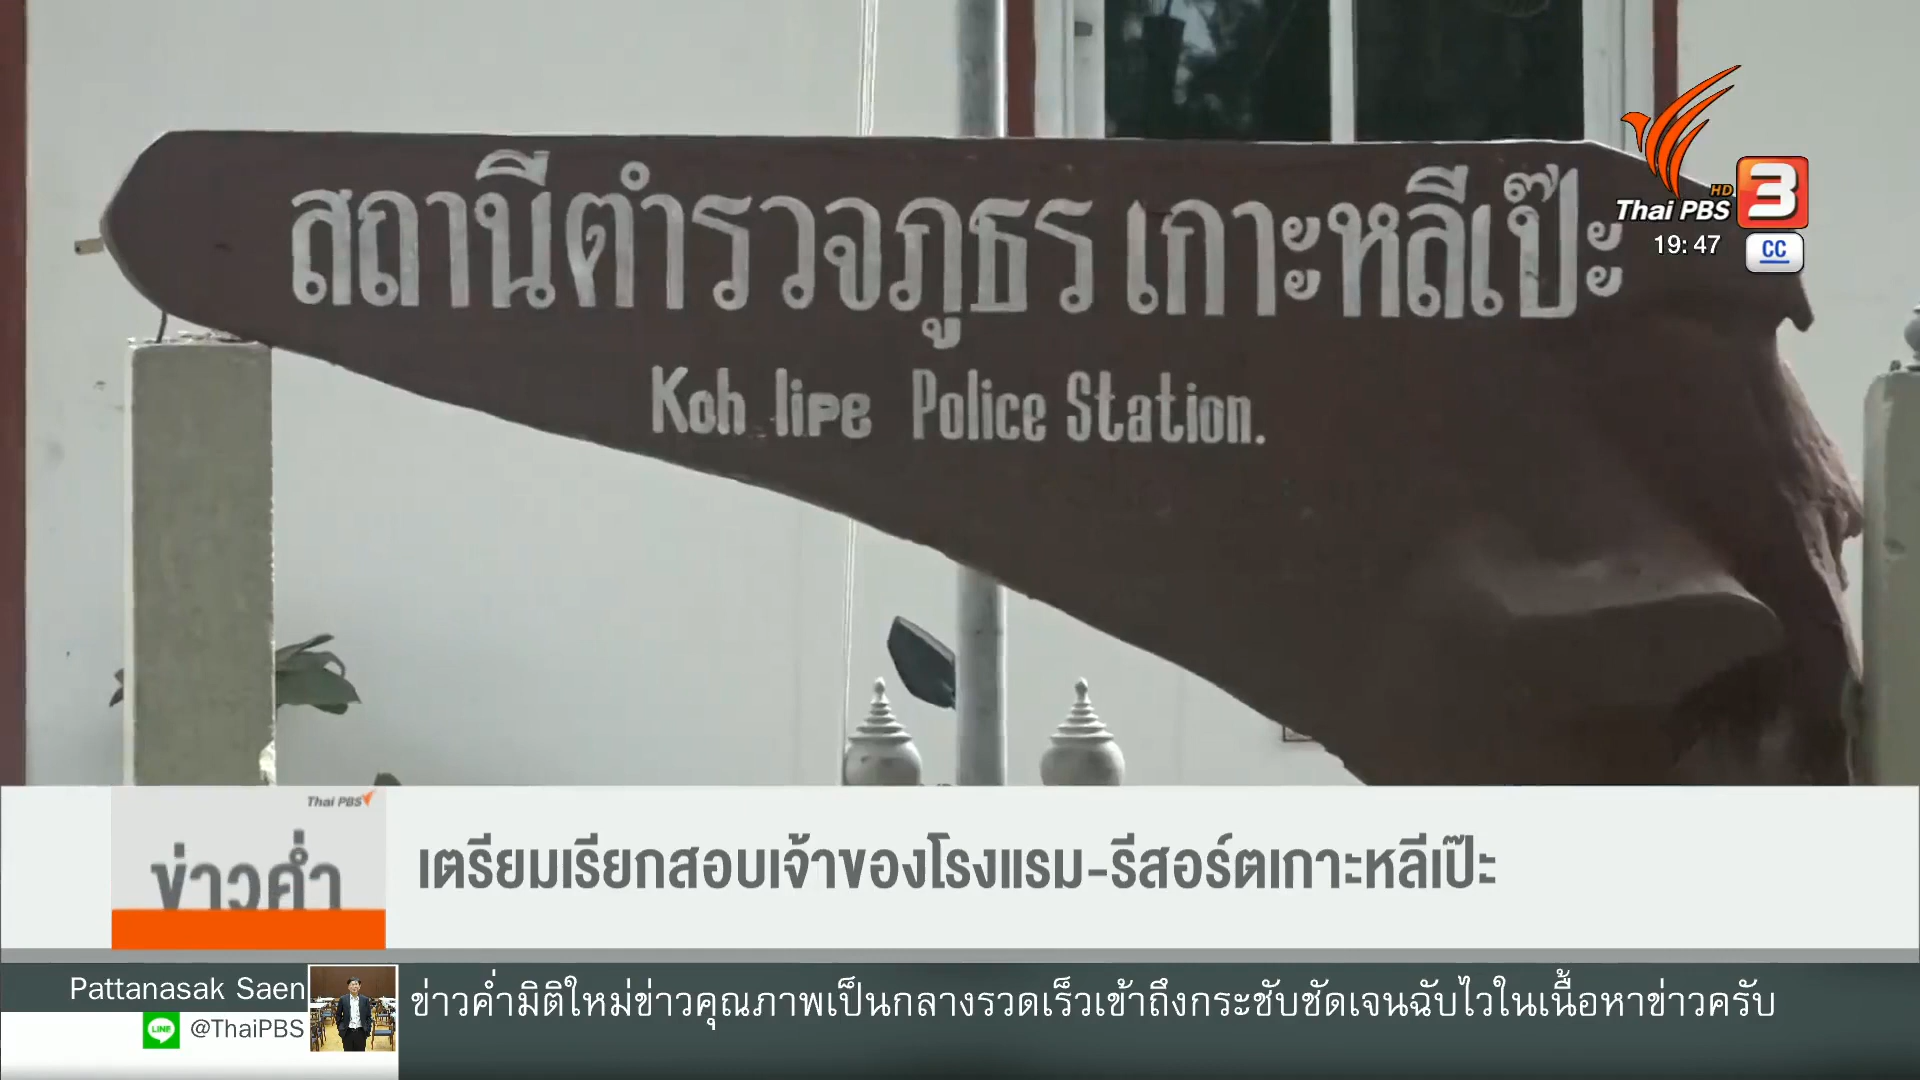 สถานีตำรวจภูธร เกาะหลีเป๊ะ
Koh lipe Police Station.
HD
Thai PBS 3
19:47
CC
Thai PBS
ข่าวค่ำ
เตรียมเรียกสอบเจ้าของโรงแรม-รีสอร์ตเกาะหลีเป๊ะ
Pattanasak Saen
LINE @ThaiPBS
ข่าวค่ำมิติใหม่ข่าวคุณภาพเป็นกลางรวดเร็วเข้าถึงกระชับชัดเจนฉับไวในเนื้อหาข่าวครับ